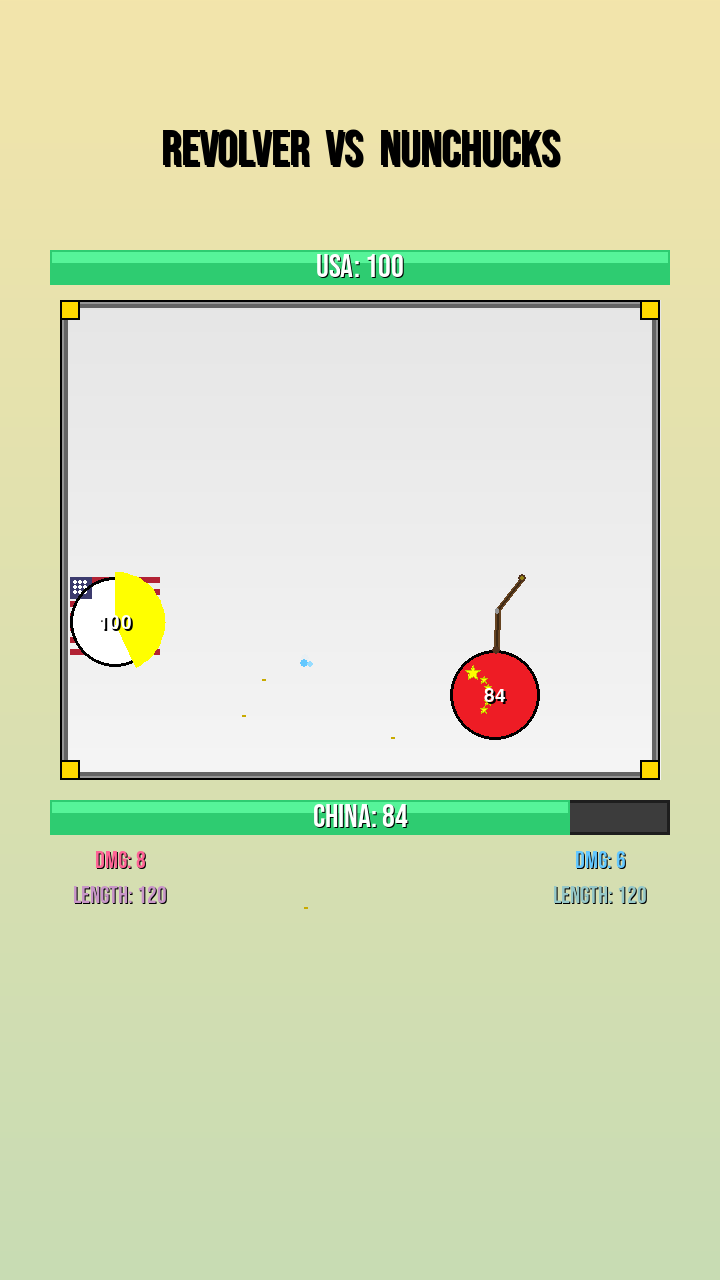 REVOLVER VS NUNCHUCKS
USA: 100
100
84
CHINA: 84
DMG: 8
DMG: 6
LENGTH: 120
LENGTH: 120